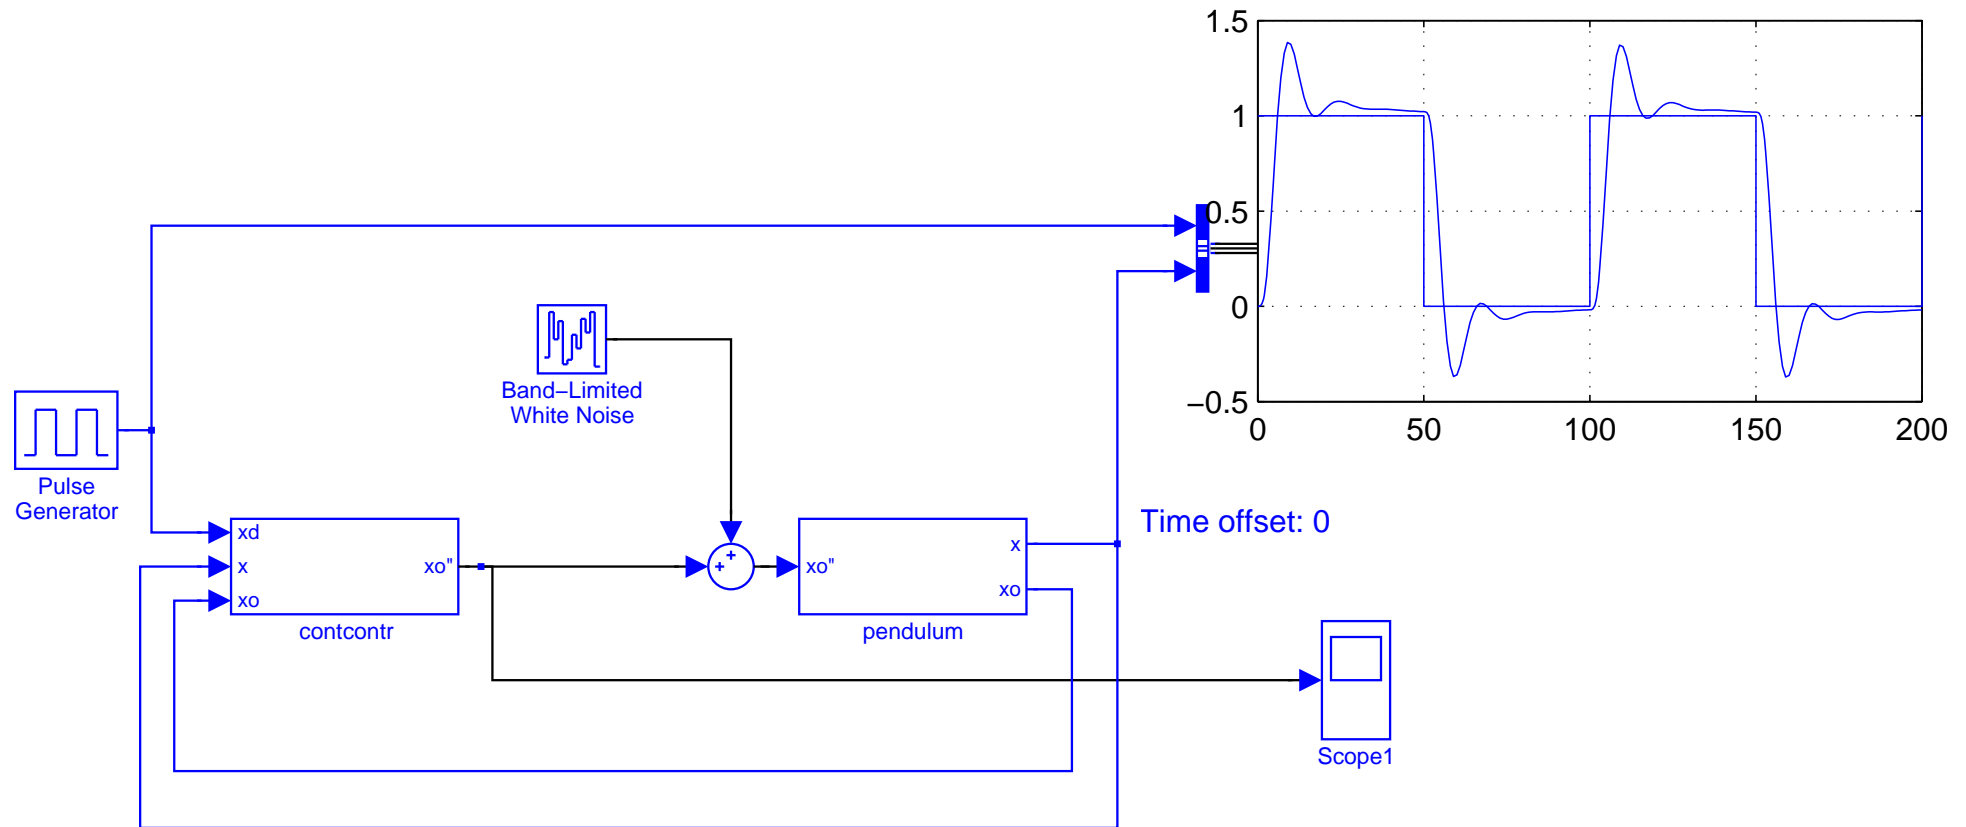 1.5
1
0.5
0
−0.5
0 50 100 150 200
Band−Limited
White Noise
Pulse
Generator
Time offset: 0
xd
x
xo
xo"
contcontr
+
+
xo"
x
xo
pendulum
Scope1